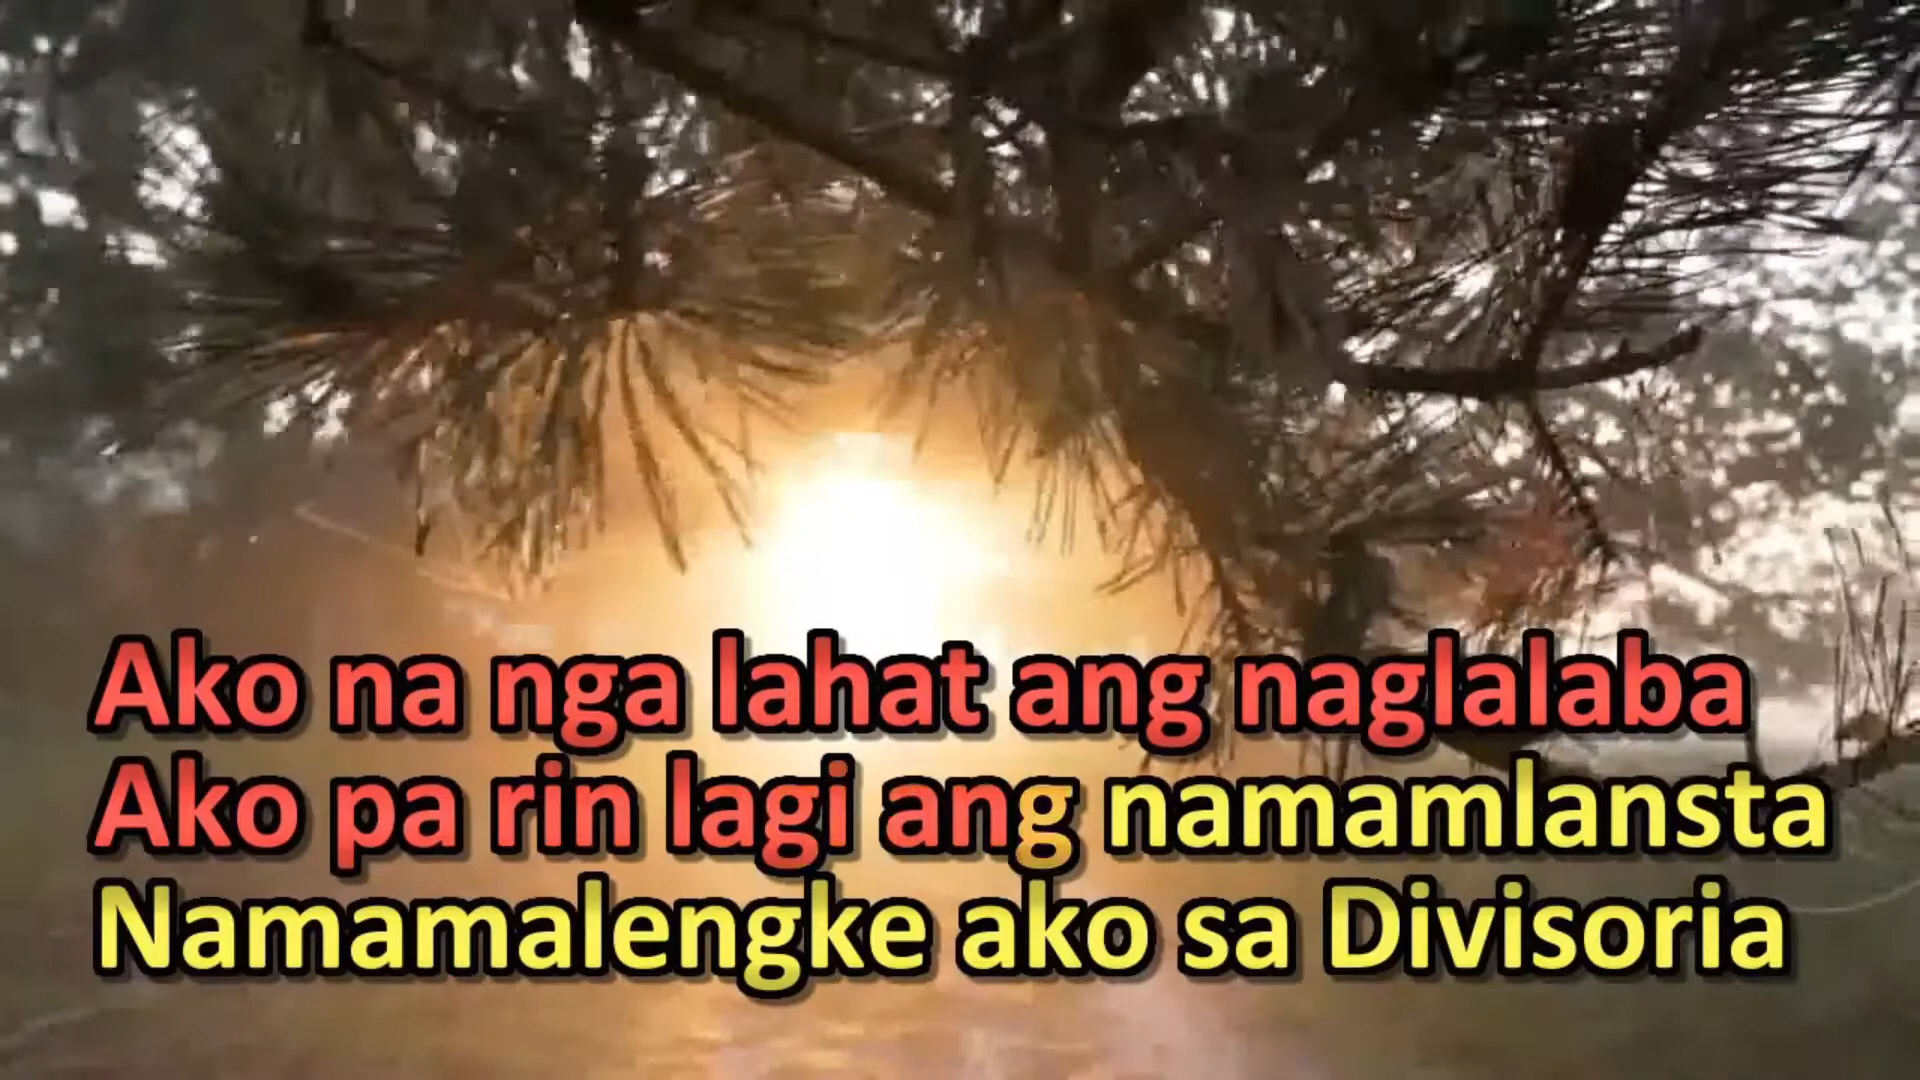 Ako na nga lahat ang naglalaba
Ako pa rin lagi ang namamlansta
Namamalengke ako sa Divisoria